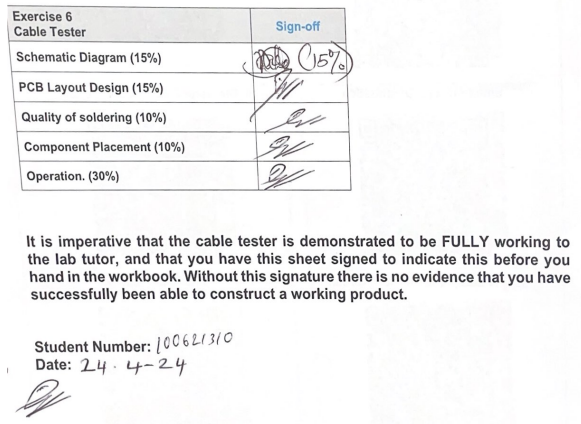 Exercise 6
Cable Tester
Sign-off
Schematic Diagram (15%) (15%)
PCB Layout Design (15%)
Quality of soldering (10%)
Component Placement (10%)
Operation. (30%)
It is imperative that the cable tester is demonstrated to be FULLY working to
the lab tutor, and that you have this sheet signed to indicate this before you
hand in the workbook. Without this signature there is no evidence that you have
successfully been able to construct a working product.
Student Number: 100621310
Date: 24.4-24